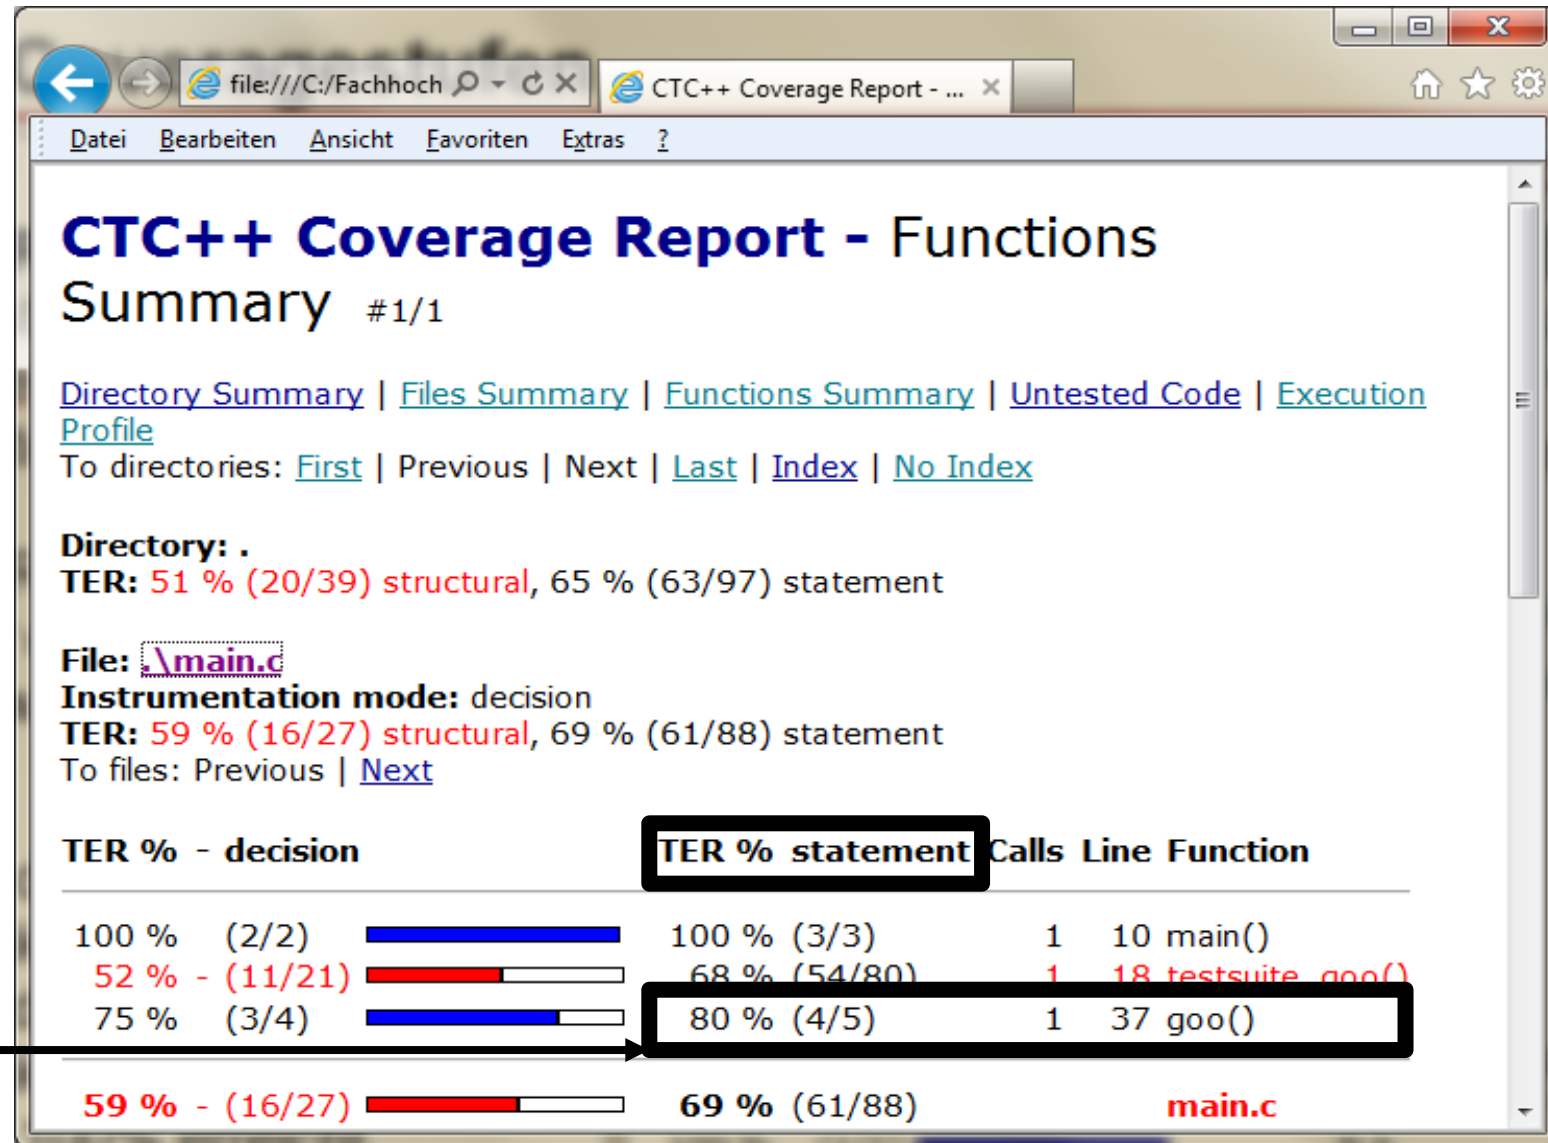 file:///C:/Fachhoch
CTC++ Coverage Report - ...
Datei Bearbeiten Ansicht Favoriten Extras ?
CTC++ Coverage Report - Functions
Summary #1/1
Directory Summary | Files Summary | Functions Summary | Untested Code | Execution
Profile
To directories: First | Previous | Next | Last | Index | No Index
Directory: .
TER: 51 % (20/39) structural, 65 % (63/97) statement
File: .\main.c
Instrumentation mode: decision
TER: 59 % (16/27) structural, 69 % (61/88) statement
To files: Previous | Next
TER % - decision TER % statement Calls Line Function
100 % (2/2) 100 % (3/3) 1 10 main()
52 % - (11/21) 68 % (54/80) 1 18 testsuite_goo()
75 % (3/4) 80 % (4/5) 1 37 goo()
59 % - (16/27) 69 % (61/88) main.c